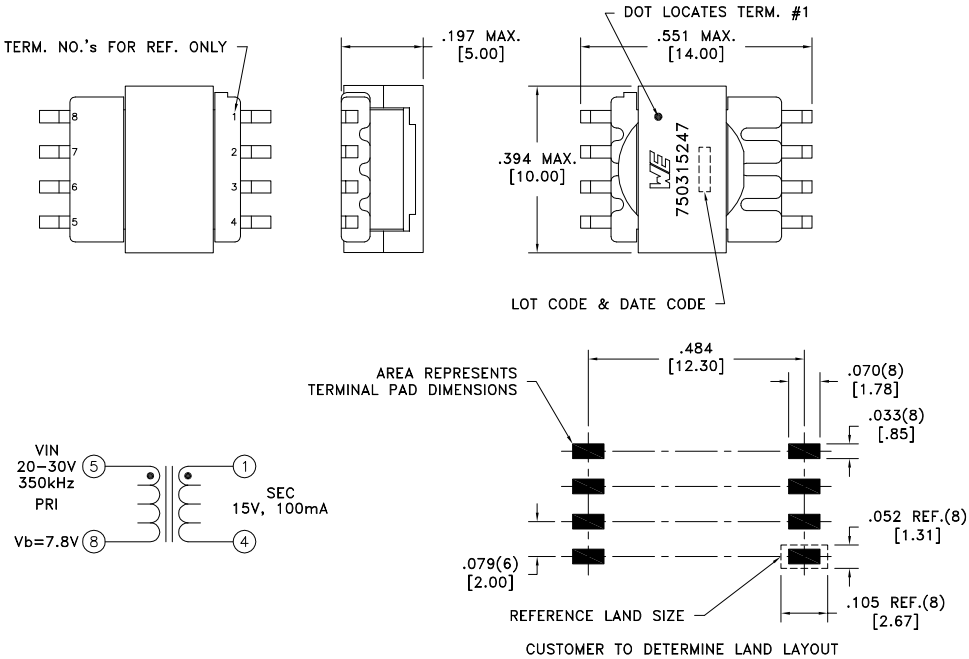 DOT LOCATES TERM. #1
TERM. NO.'s FOR REF. ONLY
.197 MAX.
[5.00]
.551 MAX.
[14.00]
8
7
6
5
1
2
3
4
.394 MAX.
[10.00]
WE
750315247
LOT CODE & DATE CODE
.484
[12.30]
AREA REPRESENTS
TERMINAL PAD DIMENSIONS
.070(8)
[1.78]
.033(8)
[.85]
VIN
20-30V
350kHz
PRI
5
Vb=7.8V
8
1
SEC
15V, 100mA
4
.052 REF.(8)
[1.31]
.079(6)
[2.00]
.105 REF.(8)
[2.67]
REFERENCE LAND SIZE
CUSTOMER TO DETERMINE LAND LAYOUT